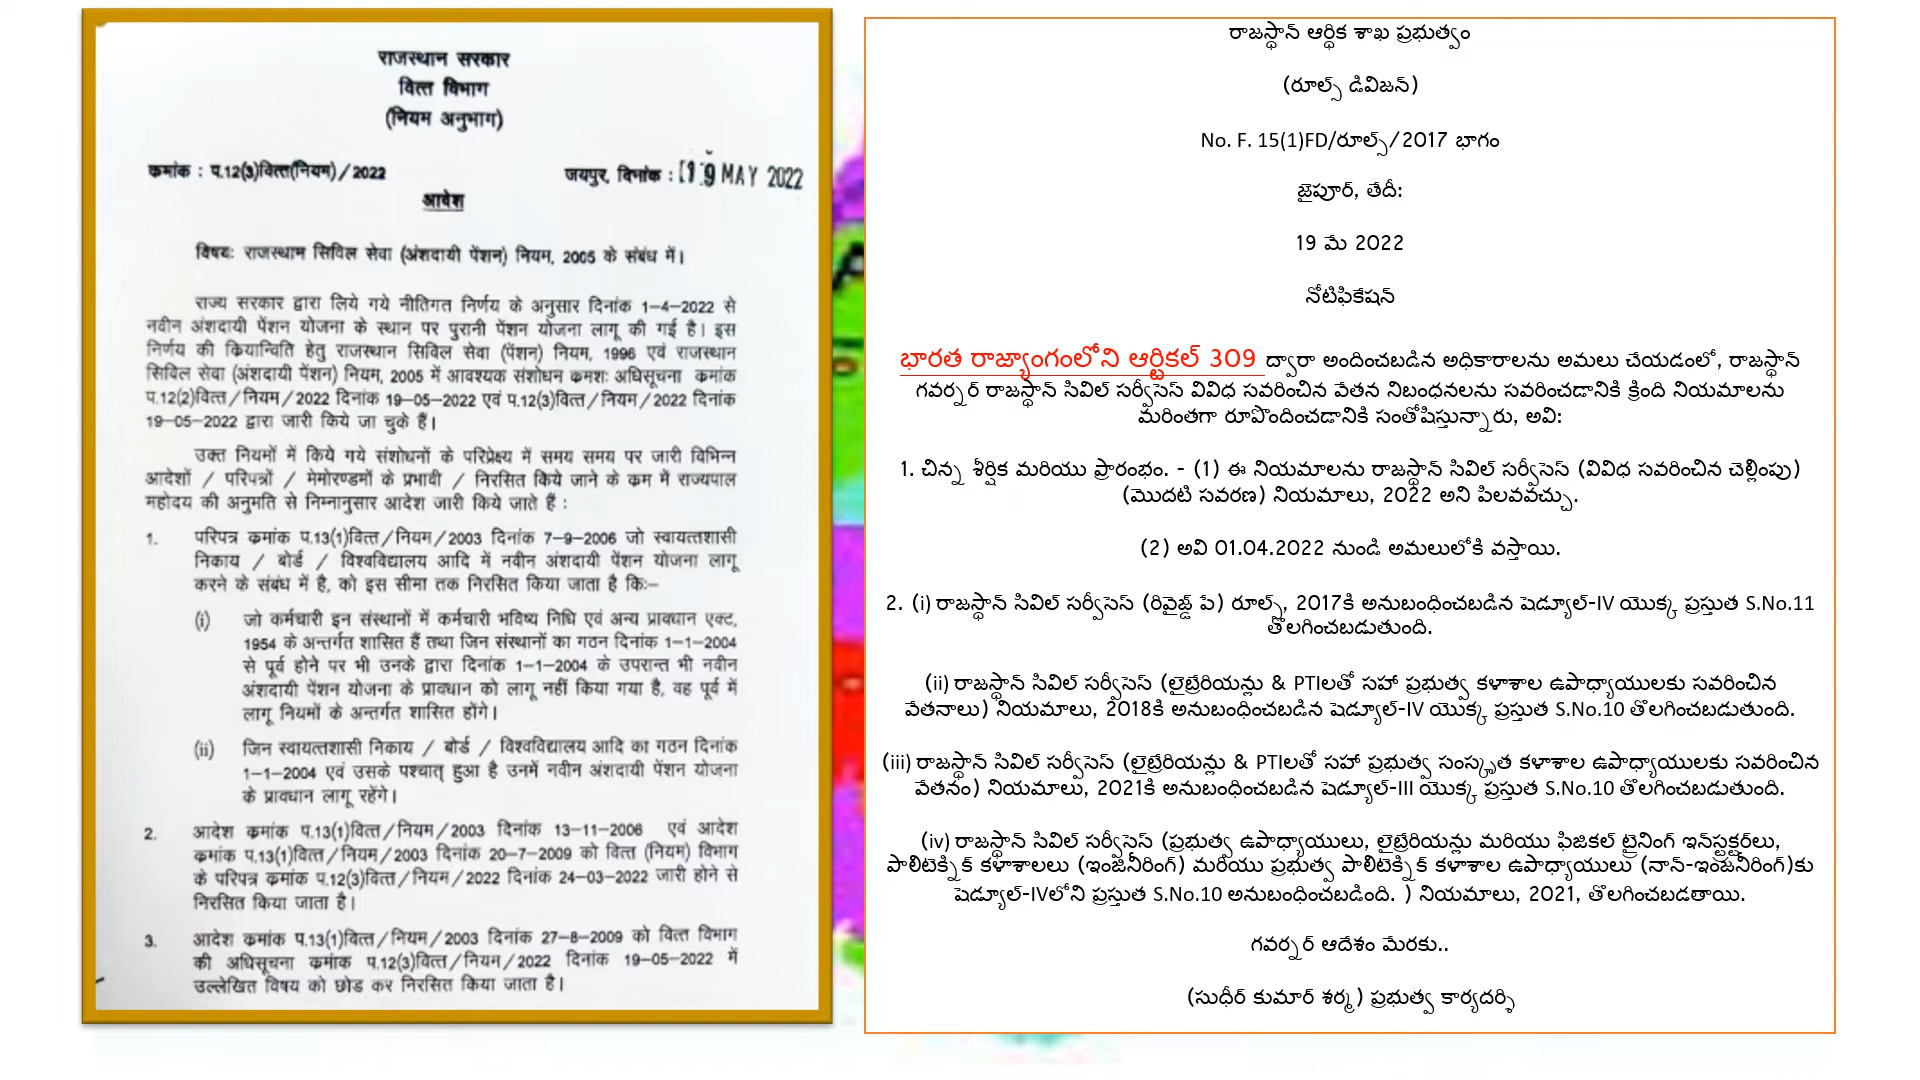 राजस्थान सरकार
वित्त विभाग
(नियम अनुभाग)
क्रमांक : प.12(3)वित्त(नियम)/2022 जयपुर, दिनांक : 19 MAY 2022
आदेश
विषयः राजस्थान सिविल सेवा (अंशदायी पेंशन) नियम, 2005 के संबंध में।
राज्य सरकार द्वारा लिये गये नीतिगत निर्णय के अनुसार दिनांक 1-4-2022 से
नवीन अंशदायी पेंशन योजना के स्थान पर पुरानी पेंशन योजना लागू की गई है। इस
निर्णय की कियान्विति हेतु राजस्थान सिविल सेवा (पेंशन) नियम, 1996 एवं राजस्थान
सिविल सेवा (अंशदायी पेंशन) नियम, 2005 में आवश्यक संशोधन कमशः अधिसूचना कमांक
प.12(2)वित्त/नियम/2022 दिनांक 19-05-2022 एवं प.12(3)वित्त/नियम/2022 दिनांक
19-05-2022 द्वारा जारी किये जा चुके हैं।
उक्त नियमों में किये गये संशोधनों के परिप्रेक्ष्य में समय समय पर जारी विभिन्न
आदेशों / परिपत्रों / मेमोरण्डमों के प्रभावी / निरसित किये जाने के कम में राज्यपाल
महोदय की अनुमति से निम्नानुसार आदेश जारी किये जाते हैं :
1. परिपत्र कमांक प.13(1)वित्त/नियम/2003 दिनांक 7-9-2006 जो स्वायत्तशासी
निकाय / बोर्ड / विश्वविद्यालय आदि में नवीन अंशदायी पेंशन योजना लागू
करने के संबंध में है, को इस सीमा तक निरसित किया जाता है किः-
(i) जो कर्मचारी इन संस्थानों में कर्मचारी भविष्य निधि एवं अन्य प्रावधान एक्ट,
1954 के अन्तर्गत शासित हैं तथा जिन संस्थानों का गठन दिनांक 1-1-2004
से पूर्व होने पर भी उनके द्वारा दिनांक 1-1-2004 के उपरान्त भी नवीन
अंशदायी पेंशन योजना के प्रावधान को लागू नहीं किया गया है, वह पूर्व में
लागू नियमों के अन्तर्गत शासित होंगे।
(ii) जिन स्वायत्तशासी निकाय / बोर्ड / विश्वविद्यालय आदि का गठन दिनांक
1-1-2004 एवं उसके पश्चात् हुआ है उनमें नवीन अंशदायी पेंशन योजना
के प्रावधान लागू रहेंगे।
2. आदेश कमांक प.13(1)वित्त/नियम/2003 दिनांक 13-11-2006 एवं आदेश
कमांक प.13(1)वित्त/नियम/2003 दिनांक 20-7-2009 को वित्त (नियम) विभाग
के परिपत्र कमांक प.12(3)वित्त/नियम/2022 दिनांक 24-03-2022 जारी होने से
निरसित किया जाता है।
3. आदेश कमांक प.13(1)वित्त/नियम/2003 दिनांक 27-8-2009 को वित्त विभाग
की अधिसूचना कमांक प.12(3)वित्त/नियम/2022 दिनांक 19-05-2022 में
उल्लेखित विषय को छोड कर निरसित किया जाता है।
రాజస్థాన్ ఆర్థిక శాఖ ప్రభుత్వం
(రూల్స్ డివిజన్)
No. F. 15(1)FD/రూల్స్/2017 భాగం
జైపూర్, తేదీ:
19 మే 2022
నోటిఫికేషన్
భారత రాజ్యాంగంలోని ఆర్టికల్ 309 ద్వారా అందించబడిన అధికారాలను అమలు చేయడంలో, రాజస్థాన్
గవర్నర్ రాజస్థాన్ సివిల్ సర్వీసెస్ వివిధ సవరించిన వేతన నిబంధనలను సవరించడానికి క్రింది నియమాలను
మరింతగా రూపొందించడానికి సంతోషిస్తున్నారు, అవి:
1. చిన్న శీర్షిక మరియు ప్రారంభం. - (1) ఈ నియమాలను రాజస్థాన్ సివిల్ సర్వీసెస్ (వివిధ సవరించిన చెల్లింపు)
(మొదటి సవరణ) నియమాలు, 2022 అని పిలవవచ్చు.
(2) అవి 01.04.2022 నుండి అమలులోకి వస్తాయి.
2. (i) రాజస్థాన్ సివిల్ సర్వీసెస్ (రివైజ్డ్ పే) రూల్స్, 2017కి అనుబంధించబడిన షెడ్యూల్-IV యొక్క ప్రస్తుత S.No.11
తొలగించబడుతుంది.
(ii) రాజస్థాన్ సివిల్ సర్వీసెస్ (లైబ్రేరియన్లు & PTIలతో సహా ప్రభుత్వ కళాశాల ఉపాధ్యాయులకు సవరించిన
వేతనాలు) నియమాలు, 2018కి అనుబంధించబడిన షెడ్యూల్-IV యొక్క ప్రస్తుత S.No.10 తొలగించబడుతుంది.
(iii) రాజస్థాన్ సివిల్ సర్వీసెస్ (లైబ్రేరియన్లు & PTIలతో సహా ప్రభుత్వ సంస్కృత కళాశాల ఉపాధ్యాయులకు సవరించిన
వేతనం) నియమాలు, 2021కి అనుబంధించబడిన షెడ్యూల్-III యొక్క ప్రస్తుత S.No.10 తొలగించబడుతుంది.
(iv) రాజస్థాన్ సివిల్ సర్వీసెస్ (ప్రభుత్వ ఉపాధ్యాయులు, లైబ్రేరియన్లు మరియు ఫిజికల్ ట్రైనింగ్ ఇన్‌స్ట్రక్టర్‌లు,
పాలిటెక్నిక్ కళాశాలలు (ఇంజనీరింగ్) మరియు ప్రభుత్వ పాలిటెక్నిక్ కళాశాల ఉపాధ్యాయులు (నాన్-ఇంజనీరింగ్)కు
షెడ్యూల్-IVలోని ప్రస్తుత S.No.10 అనుబంధించబడింది. ) నియమాలు, 2021, తొలగించబడతాయి.
గవర్నర్ ఆదేశం మేరకు..
(సుధీర్ కుమార్ శర్మ) ప్రభుత్వ కార్యదర్శి